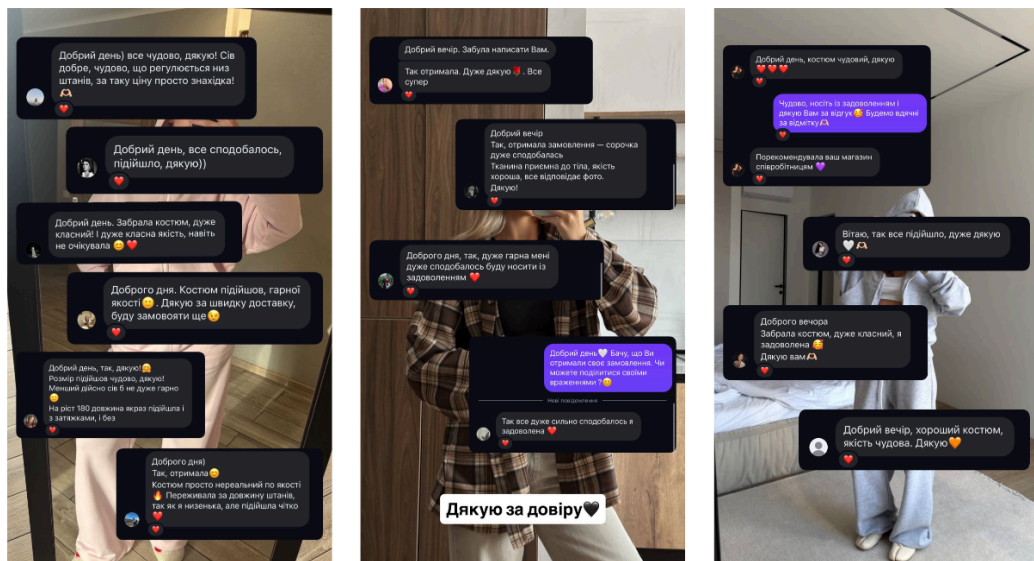 Добрий день) все чудово, дякую! Сів
добре, чудово, що регулюється низ
штанів, за таку ціну просто знахідка!
🫶🏻
❤️
Добрий день, все сподобалось,
підійшло, дякую))
❤️
Добрий день. Забрала костюм, дуже
класний! І дуже класна якість, навіть
не очікувала 😊❤️
❤️
Доброго дня. Костюм підійшов, гарної
якості🙂. Дякую за швидку доставку,
буду замовояти ще😉
❤️
Добрий день, так, дякую!🤗
Розмір підійшов чудово, дякую!
Менший дійсно сів б не дуже гарно
😊
На ріст 180 довжина якраз підійшла і
з затяжками, і без
❤️
Доброго дня)
Так, отримала😊
Костюм просто нереальний по якості
🔥 Переживала за довжину штанів,
так як я низенька, але підійшла чітко
❤️
❤️
Добрий вечір. Забула написати Вам.
Так отримала. Дуже дякую🌹. Все
супер
❤️
Добрий вечір
Так, отримала замовлення — сорочка
дуже сподобалась
Тканина приємна до тіла, якість
хороша, все відповідає фото.
Дякую!
❤️
Доброго дня, так, дуже гарна мені
дуже сподобалось буду носити із
задоволенням ❤️
❤️
Добрий день🤍 Бачу, що Ви
отримали своє замовлення. Чи
можете поділитися своїми
враженнями ?😊
Нові повідомлення
Так все дуже сильно сподобалось я
задоволена ❤️
❤️
Дякую за довіру🖤
Добрий день, костюм чудовий, дякую
❤️❤️❤️
❤️
Чудово, носіть із задоволенням і
дякую Вам за відгук🥰 Будемо вдячні
за відмітку🫶🏻
❤️
Порекомендувала ваш магазин
співробітницям 💜
❤️
Вітаю, так все підійшло, дуже дякую
🤍🫶🏻
❤️
Доброго вечора
Забрала костюм, дуже класний, я
задоволена 🥰
Дякую вам🫶🏻
❤️
Добрий вечір, хороший костюм,
якість чудова. Дякую🧡
❤️